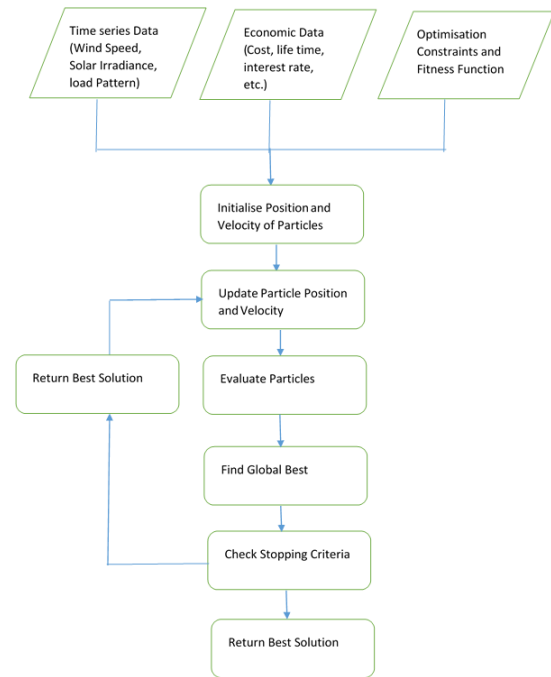 Time series Data
(Wind Speed,
Solar Irradiance,
load Pattern)
Economic Data
(Cost, life time,
interest rate,
etc.)
Optimisation
Constraints and
Fitness Function
Initialise Position and
Velocity of Particles
Update Particle Position
and Velocity
Return Best Solution
Evaluate Particles
Find Global Best
Check Stopping Criteria
Return Best Solution